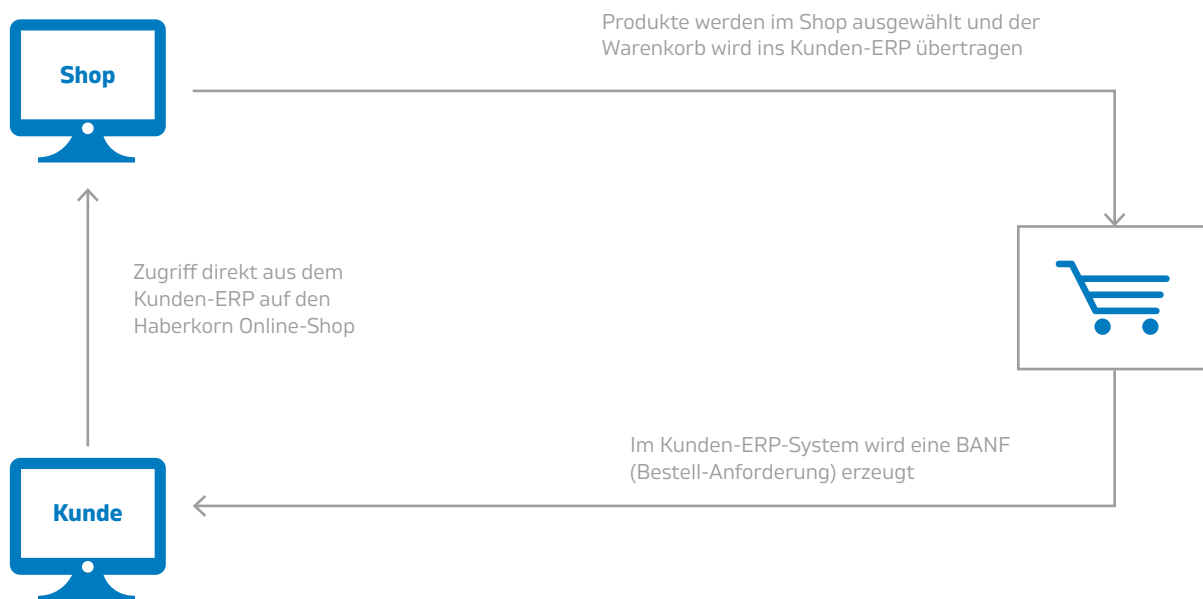 Produkte werden im Shop ausgewählt und der
Warenkorb wird ins Kunden-ERP übertragen
Shop
Zugriff direkt aus dem
Kunden-ERP auf den
Haberkorn Online-Shop
Im Kunden-ERP-System wird eine BANF
(Bestell-Anforderung) erzeugt
Kunde